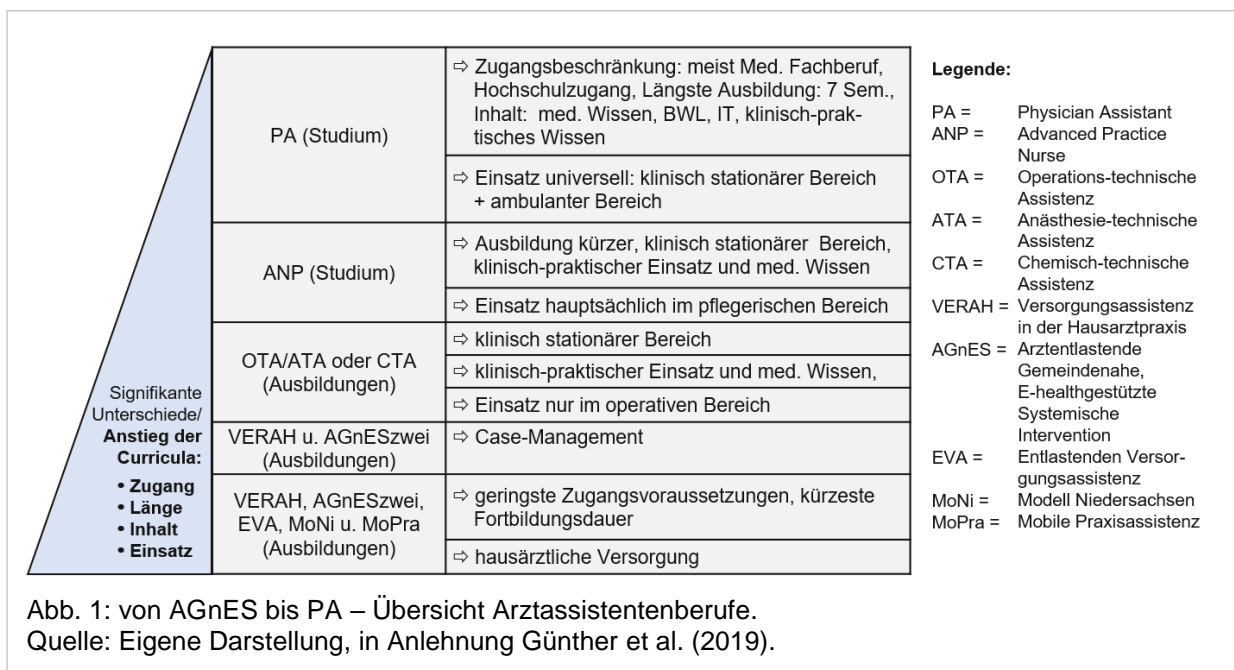 Signifikante
Unterschiede/
Anstieg der
Curricula:
• Zugang
• Länge
• Inhalt
• Einsatz
PA (Studium)
⇨ Zugangsbeschränkung: meist Med. Fachberuf,
Hochschulzugang, Längste Ausbildung: 7 Sem.,
Inhalt: med. Wissen, BWL, IT, klinisch-prak-
tisches Wissen
⇨ Einsatz universell: klinisch stationärer Bereich
+ ambulanter Bereich
ANP (Studium)
⇨ Ausbildung kürzer, klinisch stationärer Bereich,
klinisch-praktischer Einsatz und med. Wissen
⇨ Einsatz hauptsächlich im pflegerischen Bereich
OTA/ATA oder CTA
(Ausbildungen)
⇨ klinisch stationärer Bereich
⇨ klinisch-praktischer Einsatz und med. Wissen,
⇨ Einsatz nur im operativen Bereich
VERAH u. AGnESzwei
(Ausbildungen)
⇨ Case-Management
VERAH, AGnESzwei,
EVA, MoNi u. MoPra
(Ausbildungen)
⇨ geringste Zugangsvoraussetzungen, kürzeste
Fortbildungsdauer
⇨ hausärztliche Versorgung
Legende:
PA = Physician Assistant
ANP = Advanced Practice
Nurse
OTA = Operations-technische
Assistenz
ATA = Anästhesie-technische
Assistenz
CTA = Chemisch-technische
Assistenz
VERAH = Versorgungsassistenz
in der Hausarztpraxis
AGnES = Arztentlastende
Gemeindenahe,
E-healthgestützte
Systemische
Intervention
EVA = Entlastenden Versor-
gungsassistenz
MoNi = Modell Niedersachsen
MoPra = Mobile Praxisassistenz
Abb. 1: von AGnES bis PA – Übersicht Arztassistentenberufe.
Quelle: Eigene Darstellung, in Anlehnung Günther et al. (2019).